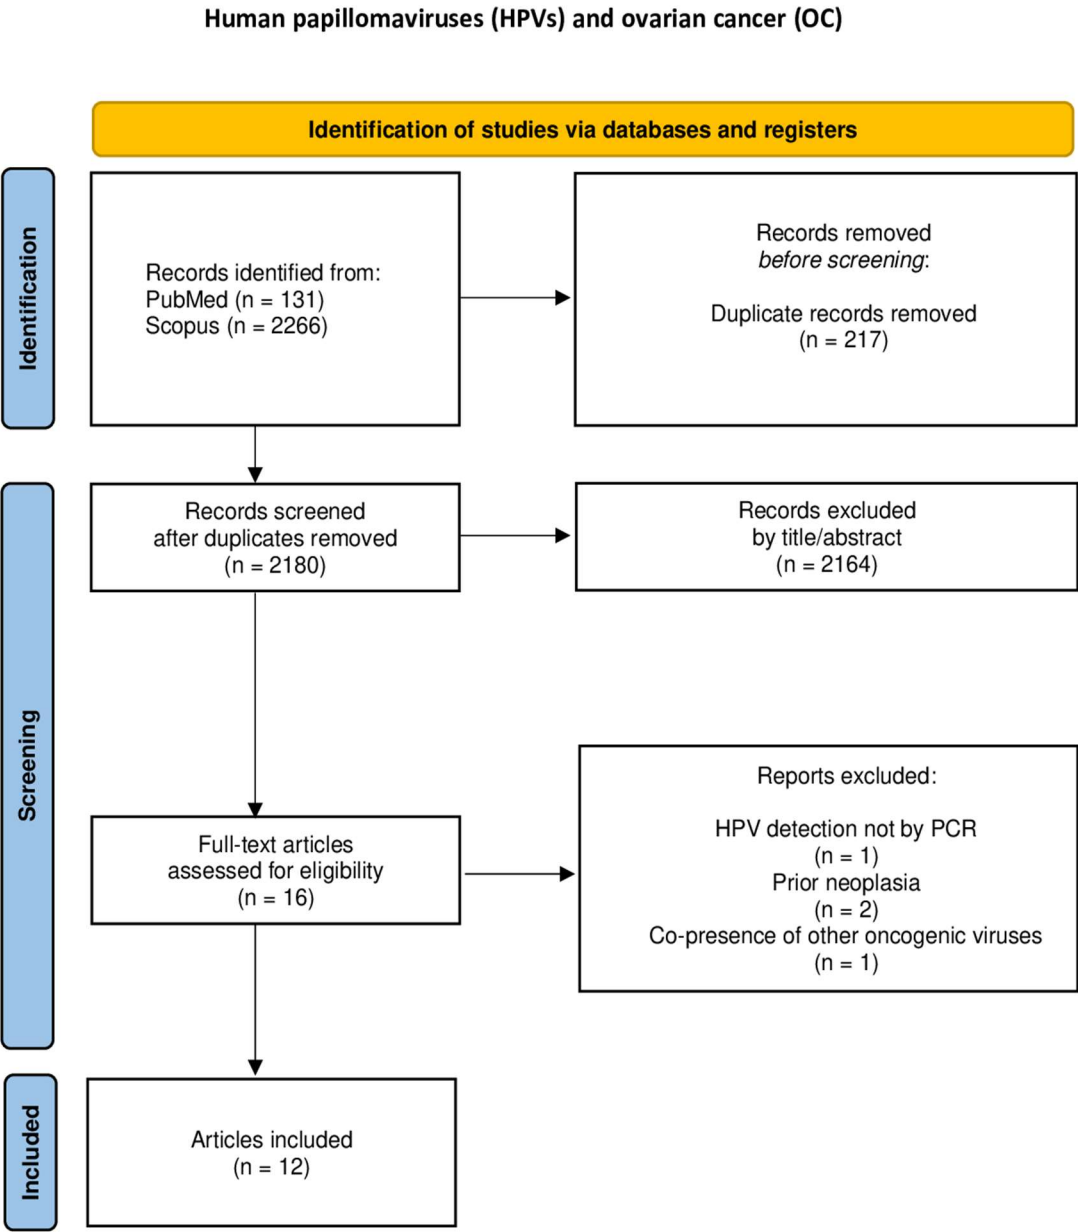 Human papillomaviruses (HPVs) and ovarian cancer (OC)
Identification of studies via databases and registers
Identification
Records identified from:
PubMed (n = 131)
Scopus (n = 2266)
Records removed
before screening:
Duplicate records removed
(n = 217)
Screening
Records screened
after duplicates removed
(n = 2180)
Records excluded
by title/abstract
(n = 2164)
Full-text articles
assessed for eligibility
(n = 16)
Reports excluded:
HPV detection not by PCR
(n = 1)
Prior neoplasia
(n = 2)
Co-presence of other oncogenic viruses
(n = 1)
Included
Articles included
(n = 12)